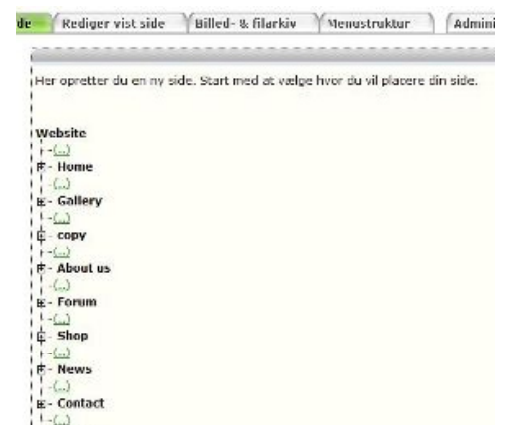 de Rediger vist side Billed- & filarkiv Menustruktur Admini
Her opretter du en ny side. Start med at vælge hvor du vil placere din side.
Website
-(...)
- Home
-(...)
- Gallery
-(...)
- copy
-(...)
- About us
-(...)
- Forum
-(...)
- Shop
-(...)
- News
-(...)
- Contact
-(...)